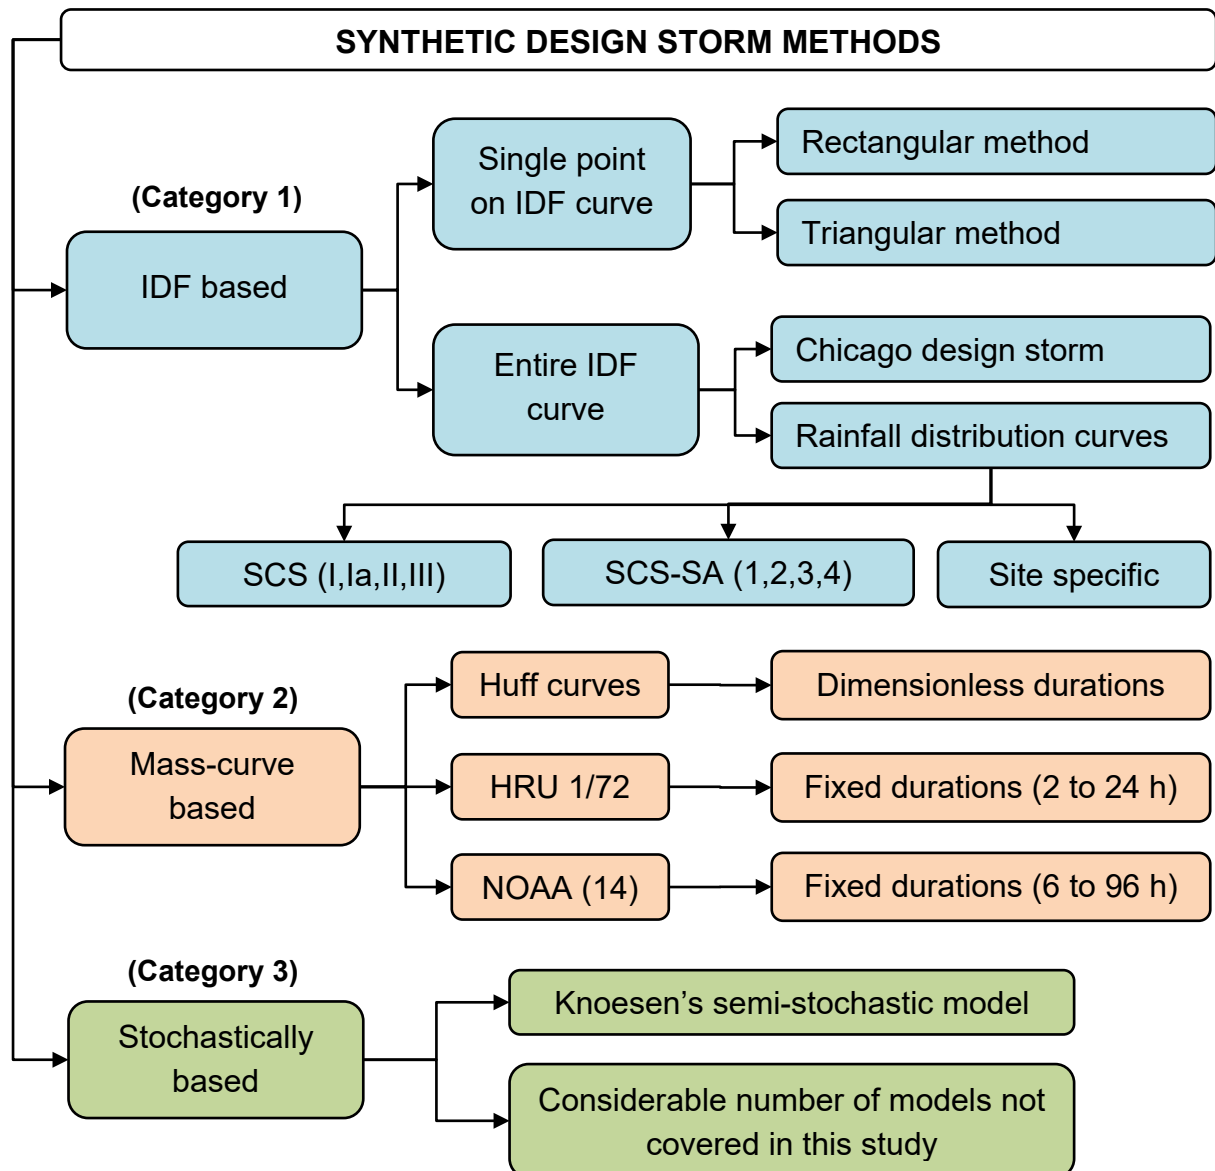 SYNTHETIC DESIGN STORM METHODS
(Category 1)
IDF based
Single point
on IDF curve
Rectangular method
Triangular method
Entire IDF
curve
Chicago design storm
Rainfall distribution curves
SCS (I,Ia,II,III)
SCS-SA (1,2,3,4)
Site specific
(Category 2)
Mass-curve
based
Huff curves
Dimensionless durations
HRU 1/72
Fixed durations (2 to 24 h)
NOAA (14)
Fixed durations (6 to 96 h)
(Category 3)
Stochastically
based
Knoesen’s semi-stochastic model
Considerable number of models not
covered in this study